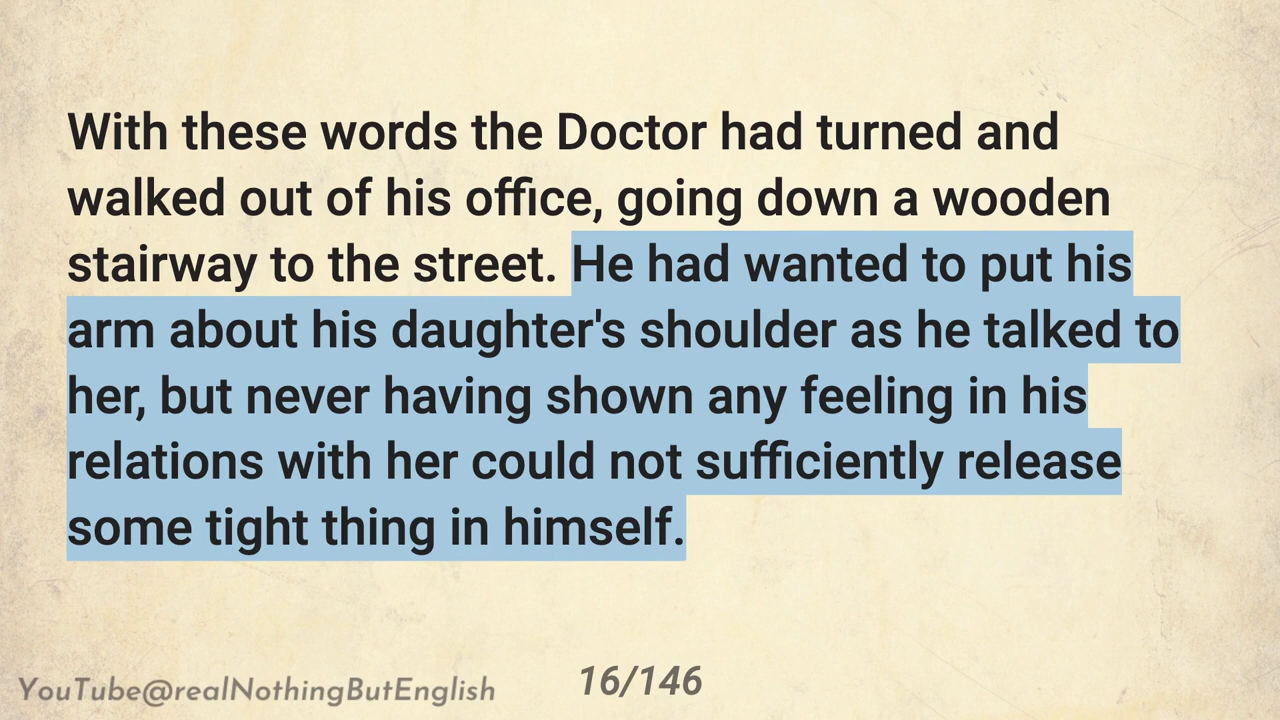 With these words the Doctor had turned and
walked out of his office, going down a wooden
stairway to the street. He had wanted to put his
arm about his daughter's shoulder as he talked to
her, but never having shown any feeling in his
relations with her could not sufficiently release
some tight thing in himself.
YouTube@realNothingButEnglish
16/146